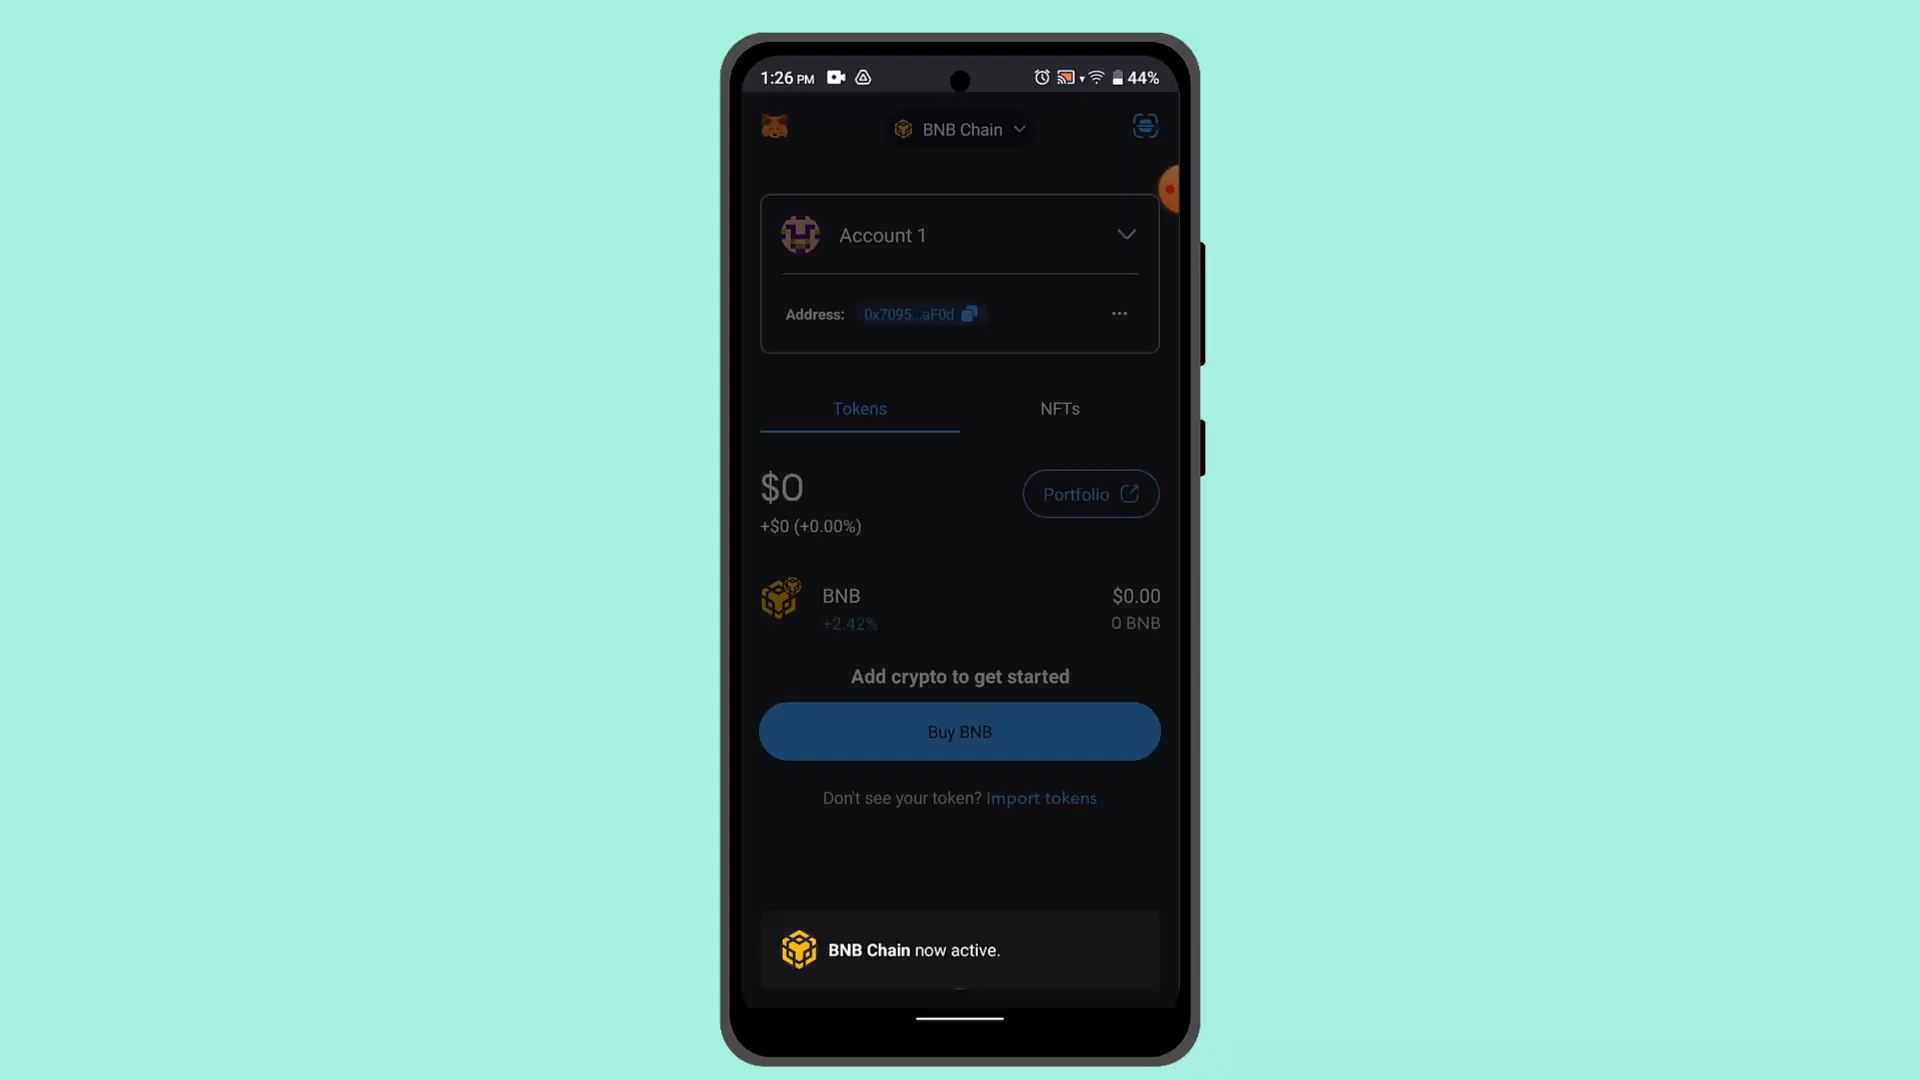 1:26 PM
44%
BNB Chain
Account 1
Address: 0x7095...aF0d
Tokens
NFTs
$0
Portfolio
+$0 (+0.00%)
BNB
$0.00
+2.42%
0 BNB
Add crypto to get started
Buy BNB
Don't see your token? Import tokens
BNB Chain now active.